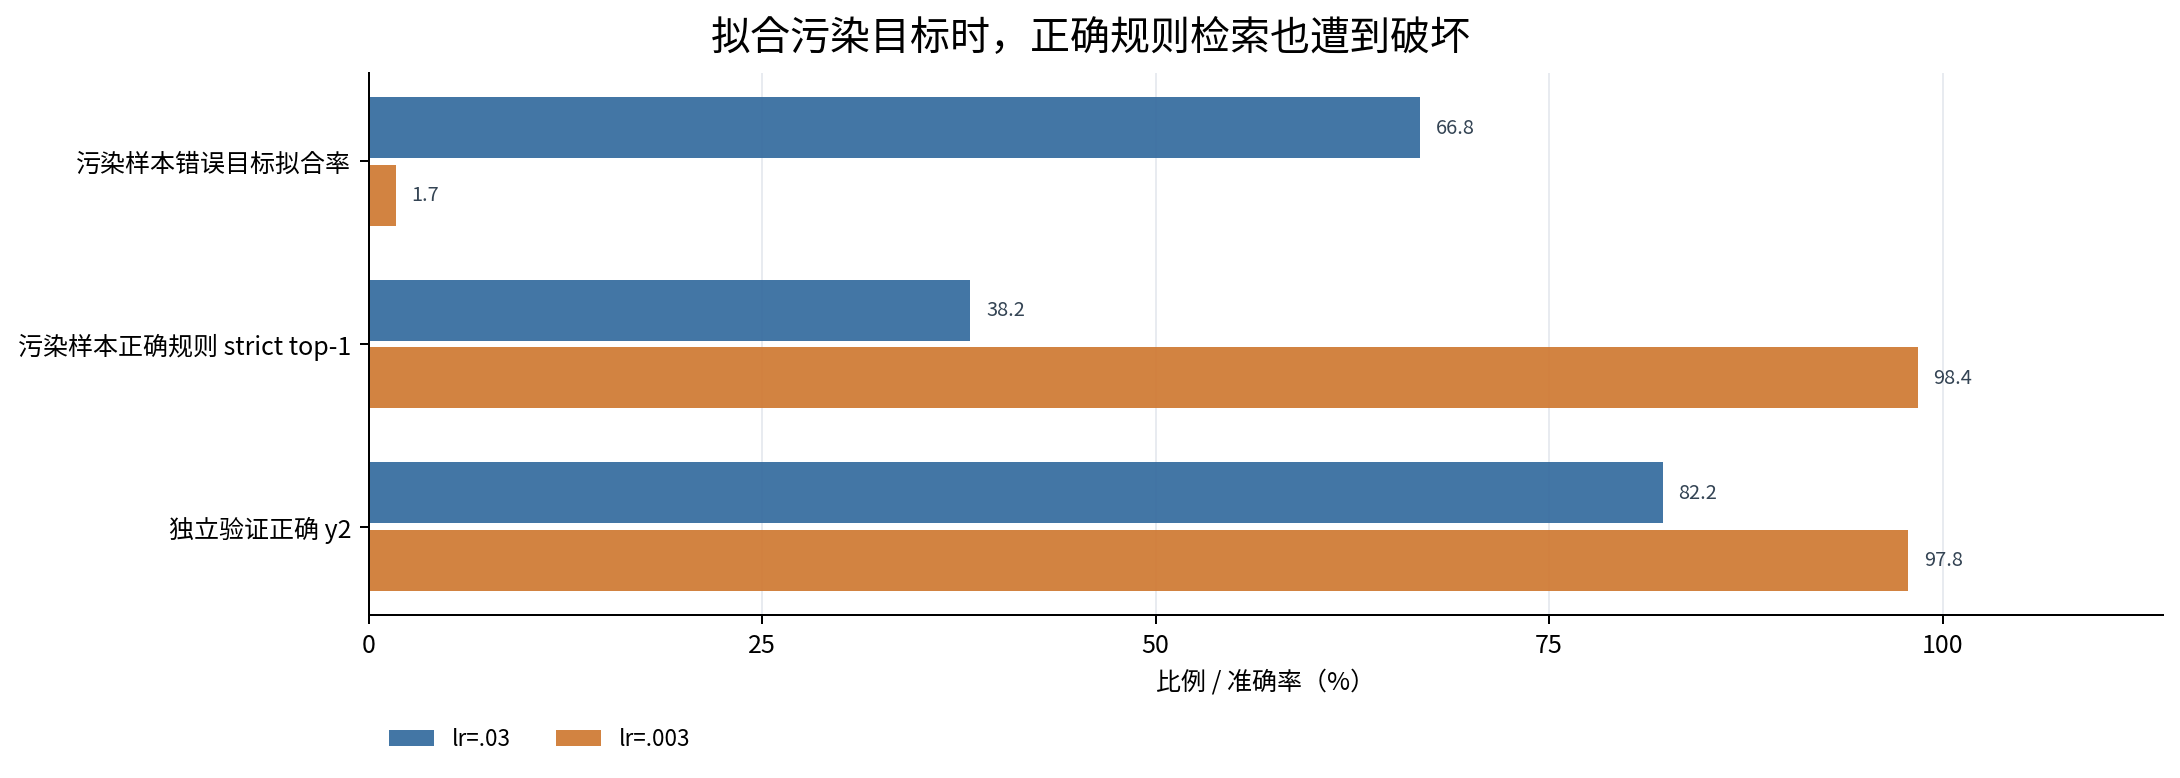 拟合污染目标时，正确规则检索也遭到破坏
污染样本错误目标拟合率
66.8
1.7
污染样本正确规则 strict top-1
38.2
98.4
独立验证正确 y2
82.2
97.8
0 25 50 75 100
比例 / 准确率（%）
lr=.03 lr=.003